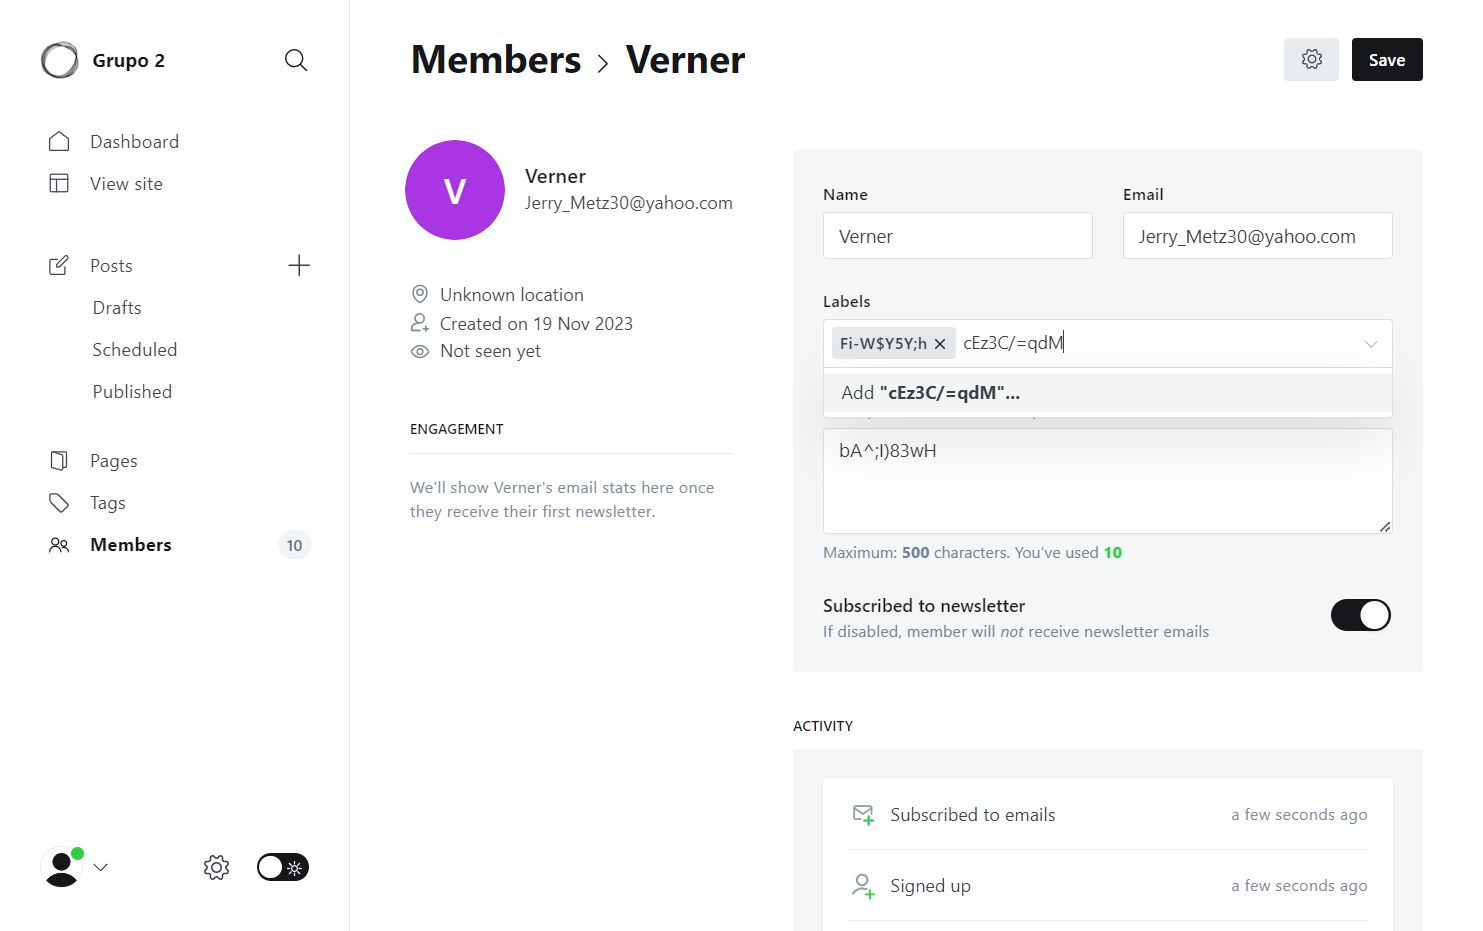 Grupo 2
Dashboard
View site
Posts
Drafts
Scheduled
Published
Pages
Tags
Members
10
Members > Verner
Save
V
Verner
Jerry_Metz30@yahoo.com
Unknown location
Created on 19 Nov 2023
Not seen yet
ENGAGEMENT
We'll show Verner's email stats here once
they receive their first newsletter.
Name
Email
Verner
Jerry_Metz30@yahoo.com
Labels
Fi-W$Y5Y;h
cEz3C/=qdM
Add "cEz3C/=qdM"...
bA^;I)83wH
Maximum: 500 characters. You've used 10
Subscribed to newsletter
If disabled, member will not receive newsletter emails
ACTIVITY
Subscribed to emails
a few seconds ago
Signed up
a few seconds ago